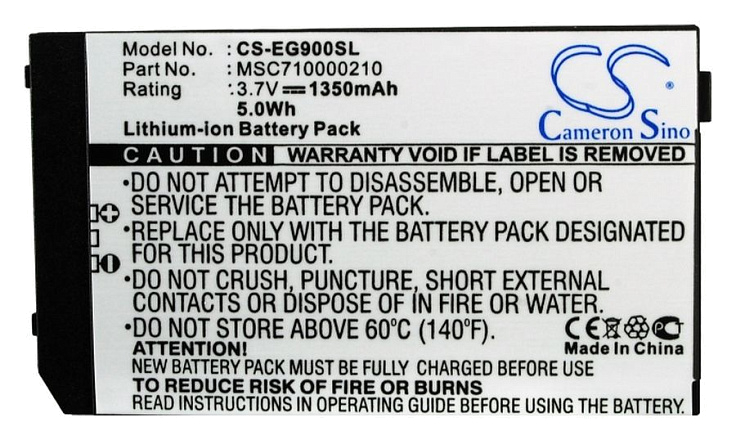 Model No. : CS-EG900SL
Part No. : MSC710000210
Rating : 3.7V 1350mAh
5.0Wh
Lithium-ion Battery Pack
CS
Cameron Sino
CAUTION WARRANTY VOID IF LABEL IS REMOVED
•DO NOT ATTEMPT TO DISASSEMBLE, OPEN OR
SERVICE THE BATTERY PACK.
•REPLACE ONLY WITH THE BATTERY PACK DESIGNATED
FOR THIS PRODUCT.
•DO NOT CRUSH, PUNCTURE, SHORT EXTERNAL
CONTACTS OR DISPOSE OF IN FIRE OR WATER.
•DO NOT HEAT ABOVE 60°C (140°F).
CE
Made In China
ATTENTION!
NEW BATTERY PACK MUST BE FULLY CHARGED BEFORE USE
TO REDUCE RISK OF FIRE OR BURNS
READ INSTRUCTIONS IN OPERATING GUIDE BEFORE USING THE BATTERY.